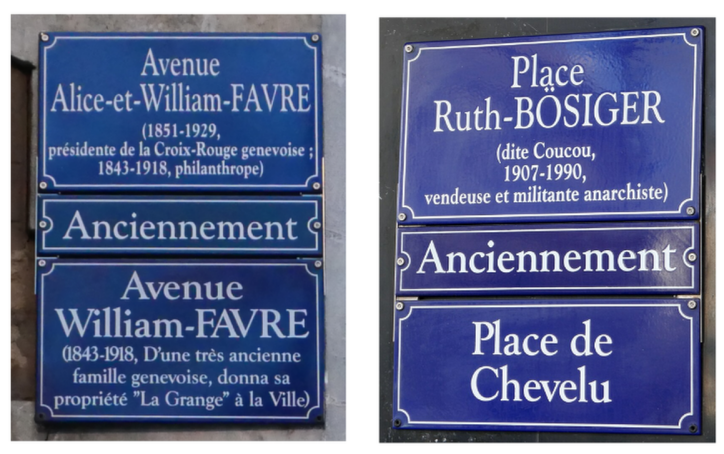 Avenue
Alice-et-William-FAVRE
(1851-1929,
présidente de la Croix-Rouge genevoise ;
1843-1918, philanthrope)
Anciennement
Avenue
William-FAVRE
(1843-1918, D'une très ancienne
famille genevoise, donna sa
propriété "La Grange" à la Ville)
Place
Ruth-BÖSIGER
(dite Coucou,
1907-1990,
vendeuse et militante anarchiste)
Anciennement
Place de
Chevelu